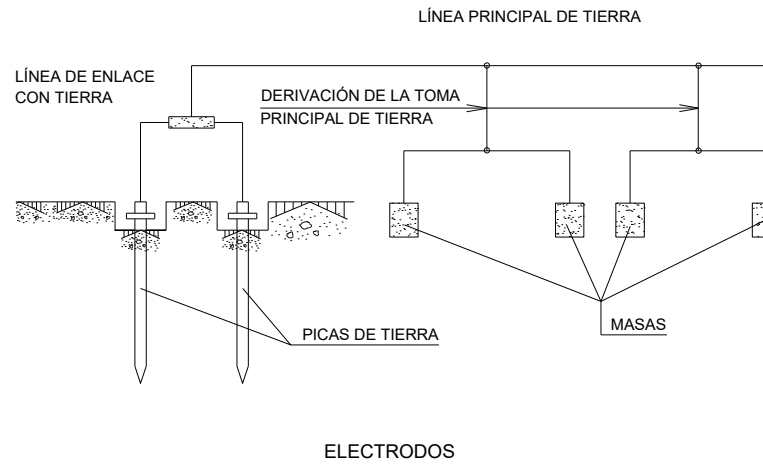 LÍNEA PRINCIPAL DE TIERRA
LÍNEA DE ENLACE
CON TIERRA
DERIVACIÓN DE LA TOMA
PRINCIPAL DE TIERRA
PICAS DE TIERRA
MASAS
ELECTRODOS